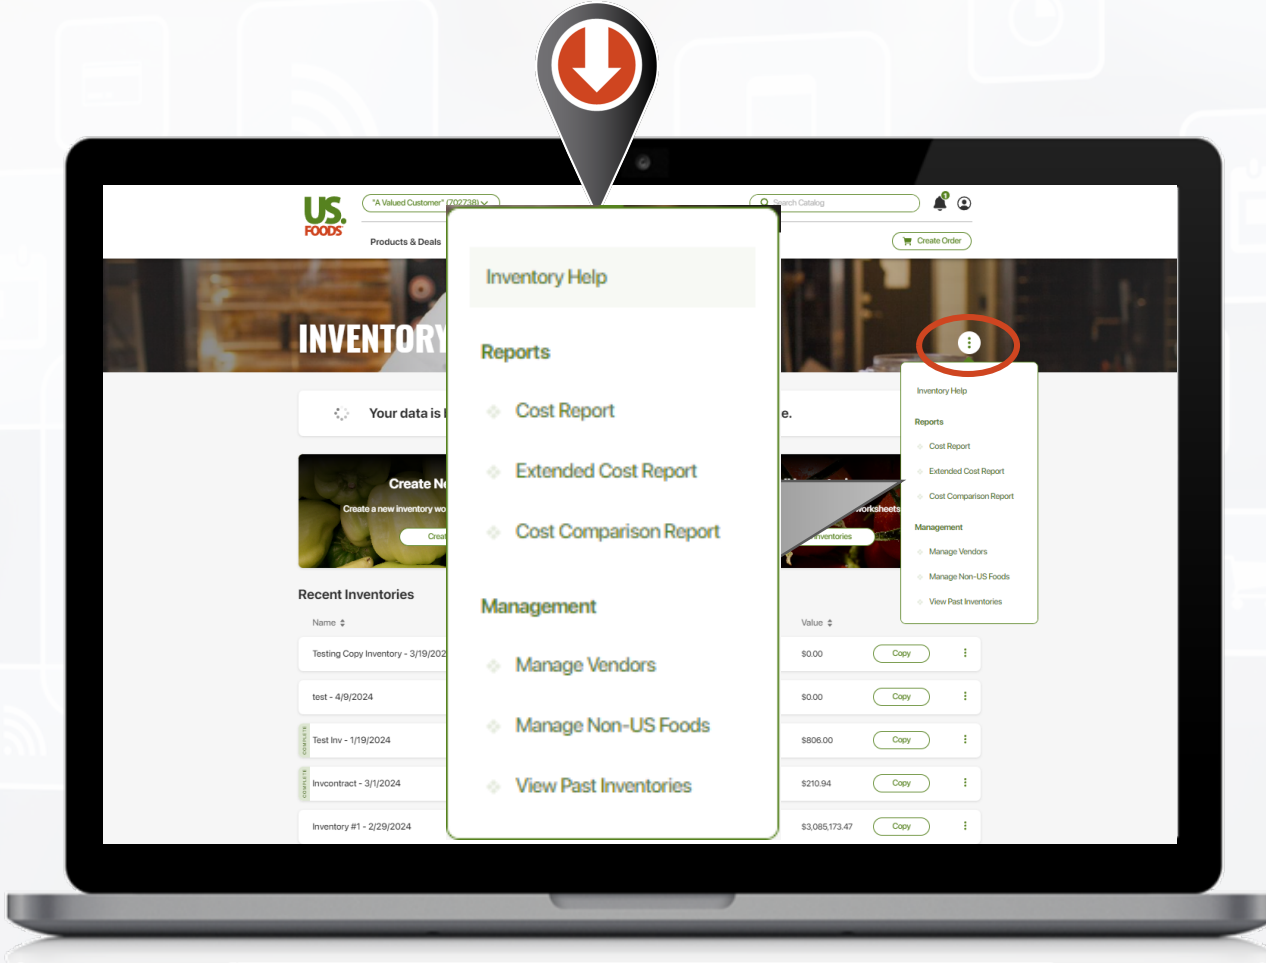 US.
FOODS
"A Valued Customer" (702738)
Search Catalog
1
Products & Deals
Create Order
INVENTORY
Inventory Help
Reports
Cost Report
Extended Cost Report
Cost Comparison Report
Management
Manage Vendors
Manage Non-US Foods
View Past Inventories
Inventory Help
Reports
Cost Report
Extended Cost Report
Cost Comparison Report
Management
Manage Vendors
Manage Non-US Foods
View Past Inventories
Your data is
e.
Create Ne
Create a new inventory wo
Creat
worksheets
Inventories
Recent Inventories
Name
Value
Testing Copy Inventory - 3/19/202
$0.00
Copy
test - 4/9/2024
$0.00
Copy
COMPLETE
Test Inv - 1/19/2024
$806.00
Copy
COMPLETE
Invcontract - 3/1/2024
$210.94
Copy
Inventory #1 - 2/29/2024
$3,085,173.47
Copy